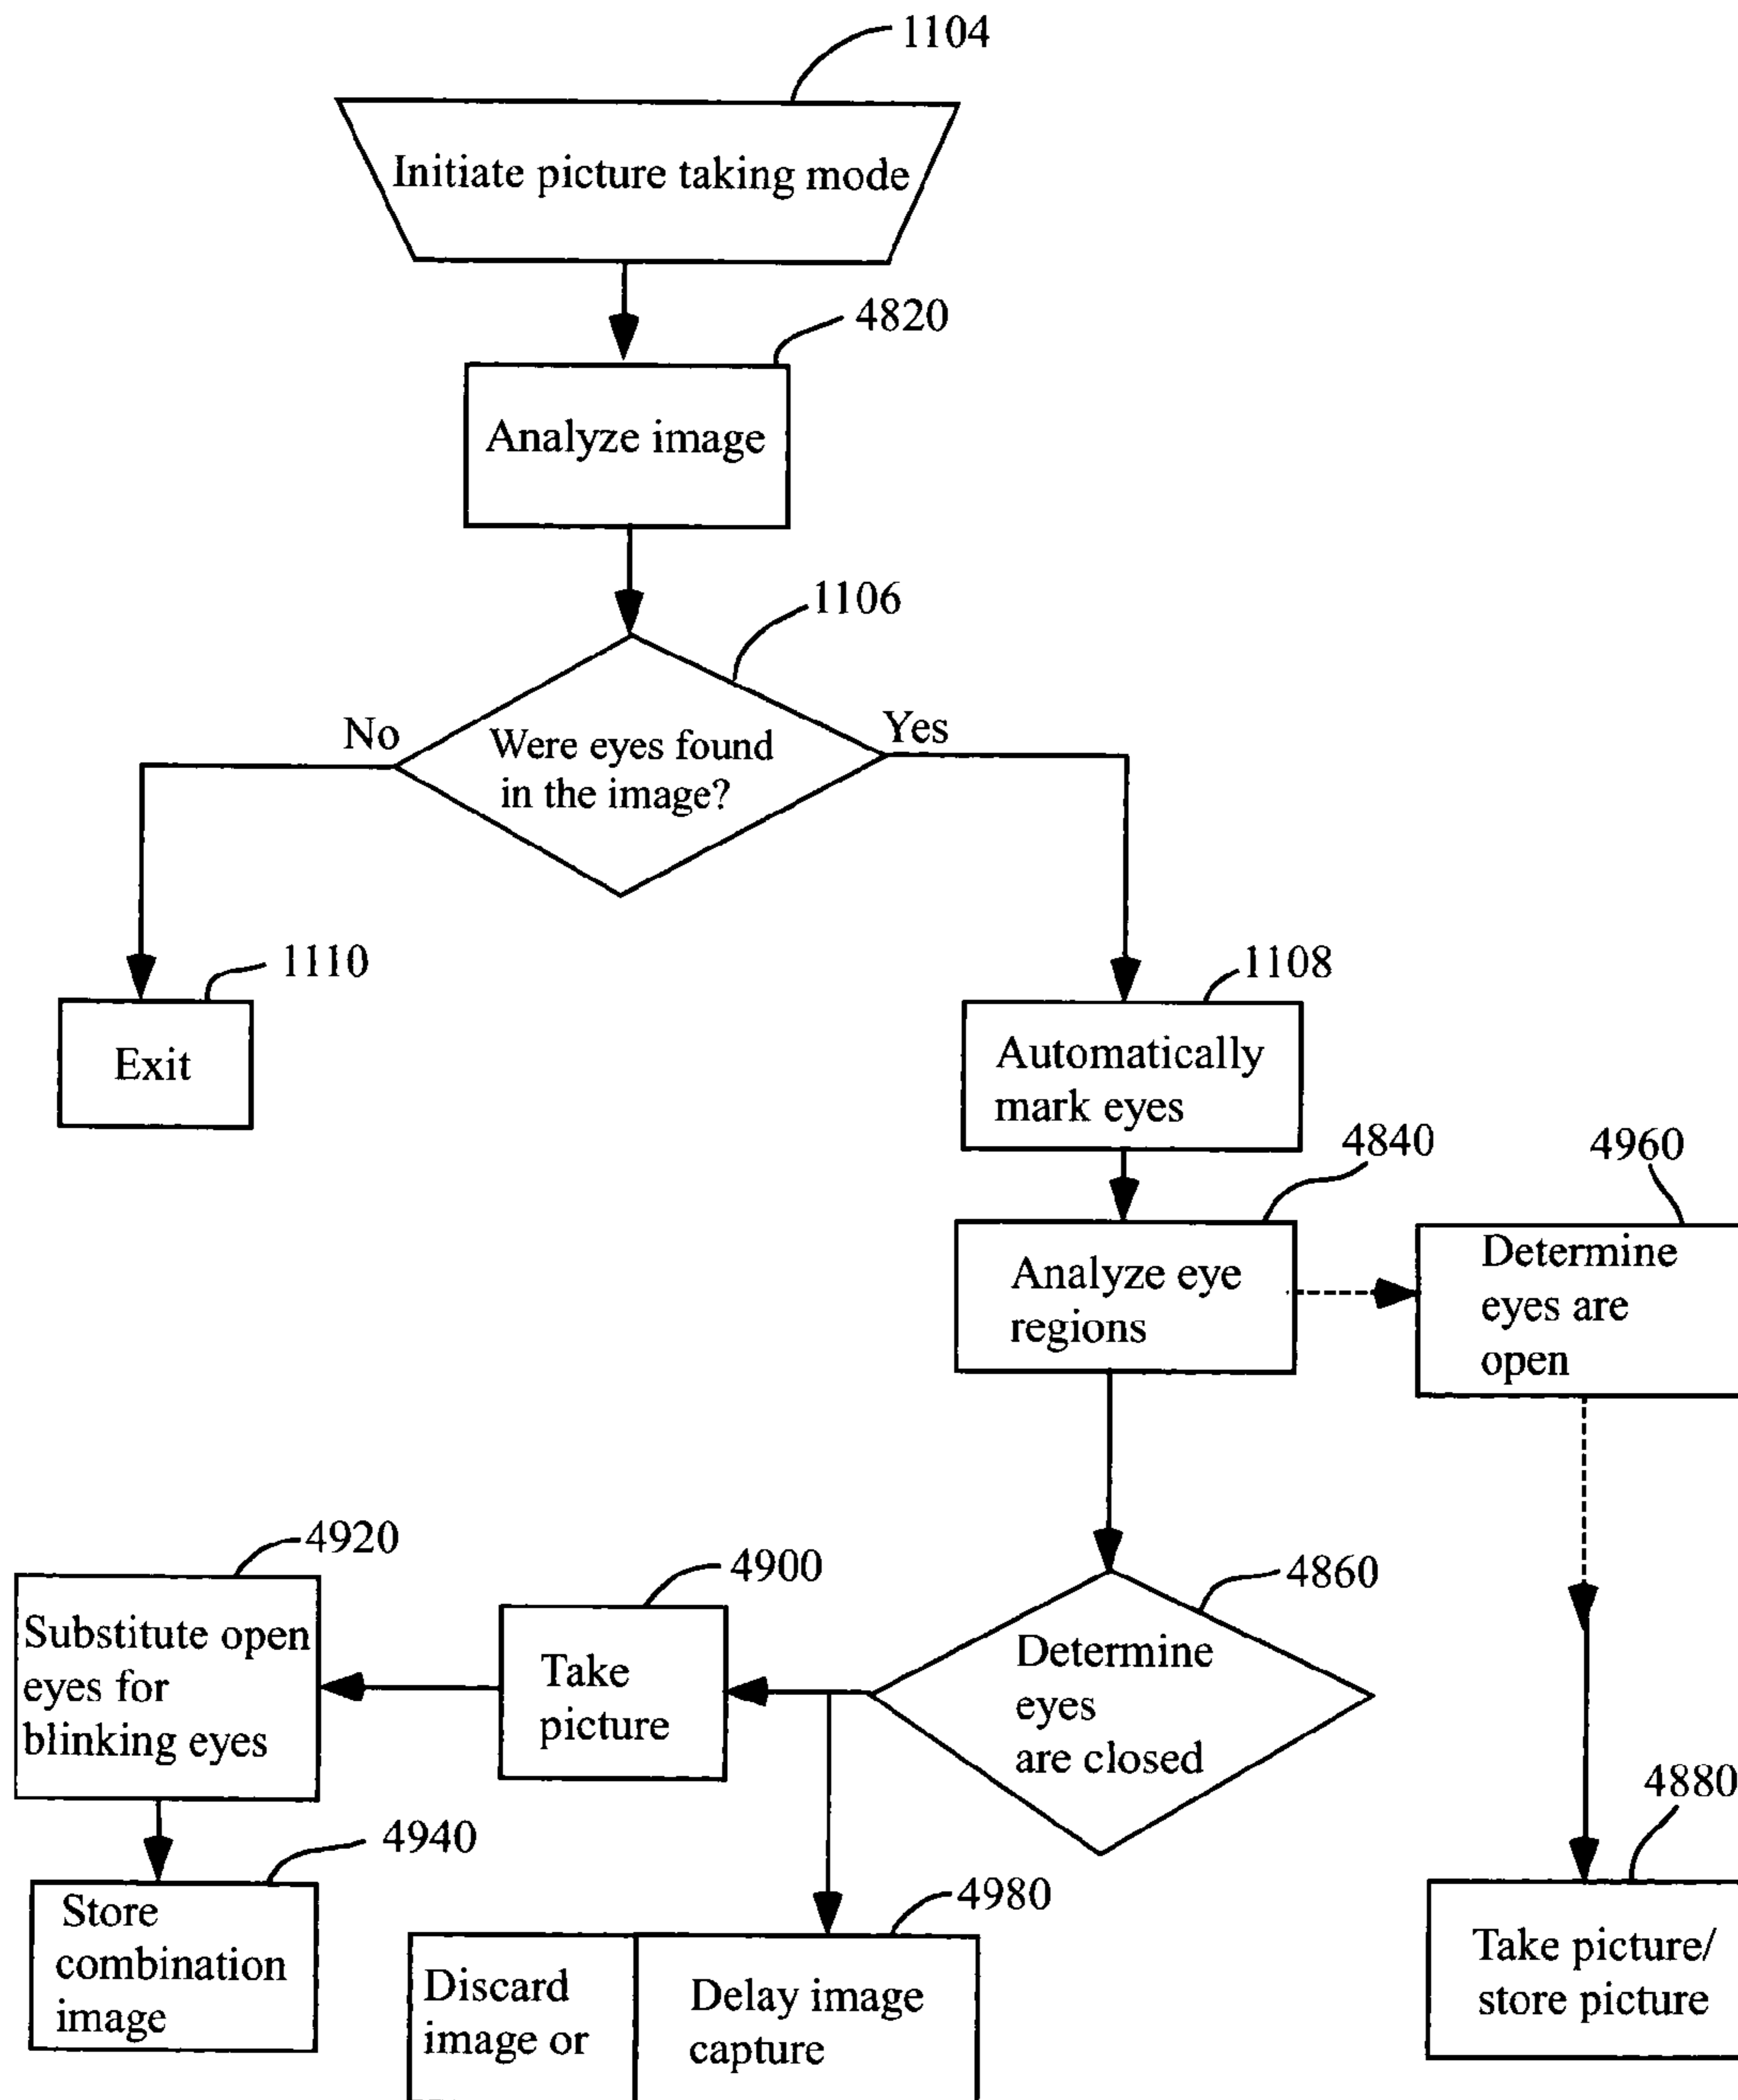 1104
Initiate picture taking mode
4820
Analyze image
1106
No
Yes
Were eyes found
in the image?
1110
Exit
1108
Automatically
mark eyes
4840
4960
Analyze eye
regions
Determine
eyes are
open
4920
4900
4860
Substitute open
eyes for
blinking eyes
Take
picture
Determine
eyes
are closed
4880
4940
4980
Store
combination
image
Discard
image or
Delay image
capture
Take picture/
store picture